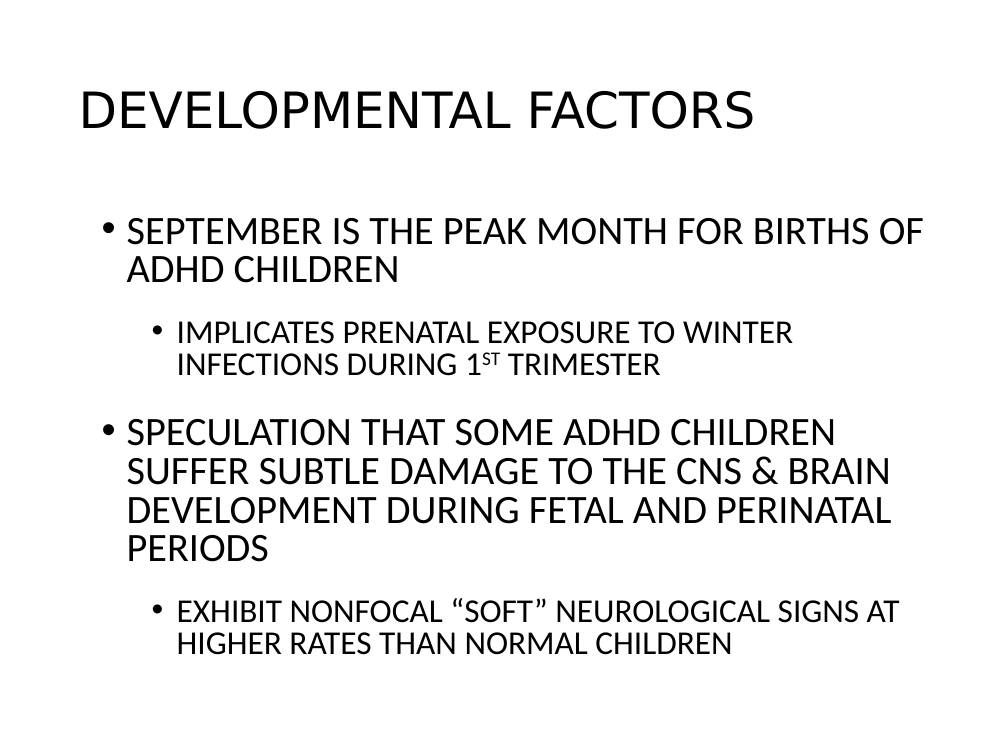 DEVELOPMENTAL FACTORS
• SEPTEMBER IS THE PEAK MONTH FOR BIRTHS OF
ADHD CHILDREN
• IMPLICATES PRENATAL EXPOSURE TO WINTER
INFECTIONS DURING 1ST TRIMESTER
• SPECULATION THAT SOME ADHD CHILDREN
SUFFER SUBTLE DAMAGE TO THE CNS & BRAIN
DEVELOPMENT DURING FETAL AND PERINATAL
PERIODS
• EXHIBIT NONFOCAL “SOFT” NEUROLOGICAL SIGNS AT
HIGHER RATES THAN NORMAL CHILDREN